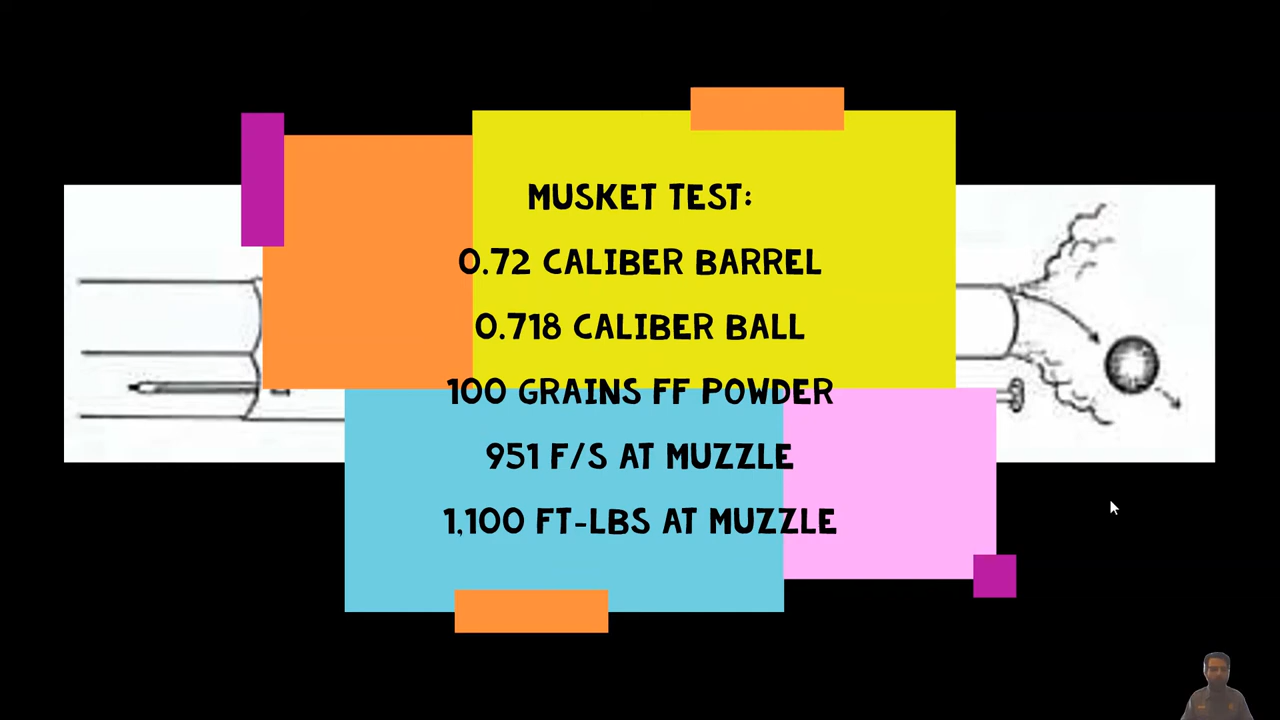 MUSKET TEST:
0.72 CALIBER BARREL
0.718 CALIBER BALL
100 GRAINS FF POWDER
951 F/S AT MUZZLE
1,100 FT-LBS AT MUZZLE